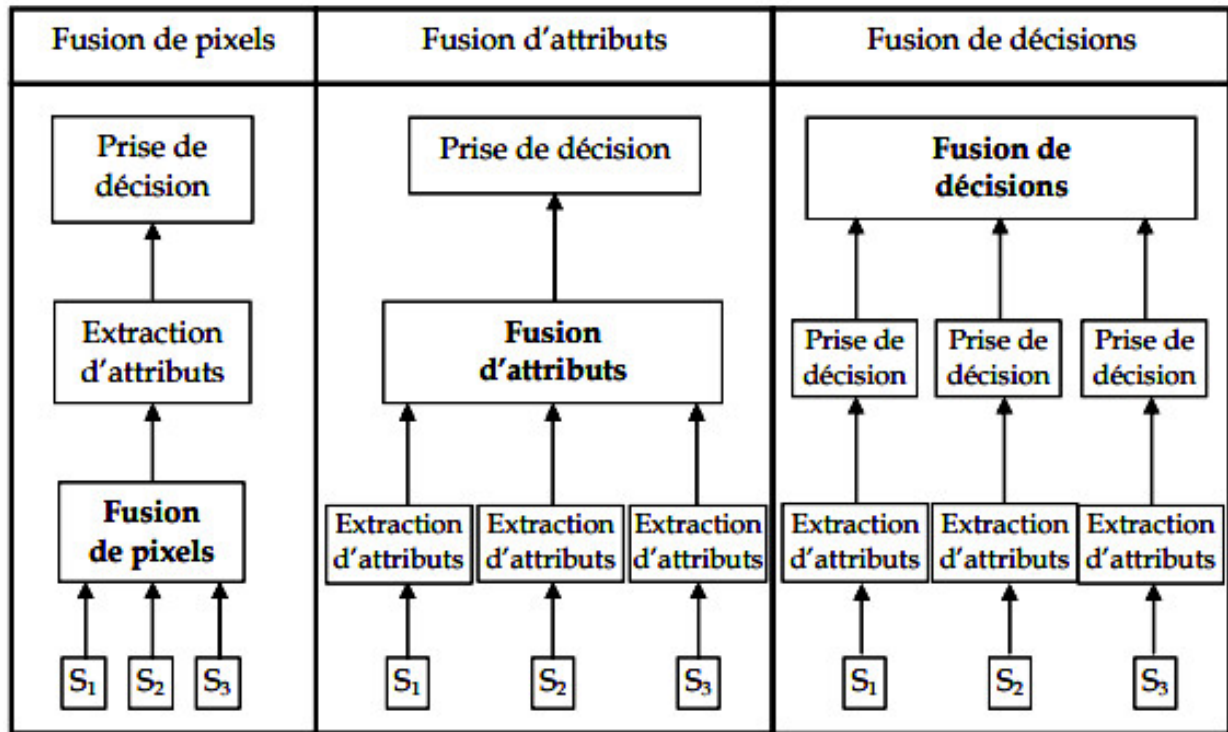 Fusion de pixels
Fusion d'attributs
Fusion de décisions
Prise de
décision
Extraction
d'attributs
Fusion
de pixels
S1
S2
S3
Prise de décision
Fusion
d'attributs
Extraction
d'attributs
Extraction
d'attributs
Extraction
d'attributs
S1
S2
S3
Fusion de
décisions
Prise de
décision
Prise de
décision
Prise de
décision
Extraction
d'attributs
Extraction
d'attributs
Extraction
d'attributs
S1
S2
S3